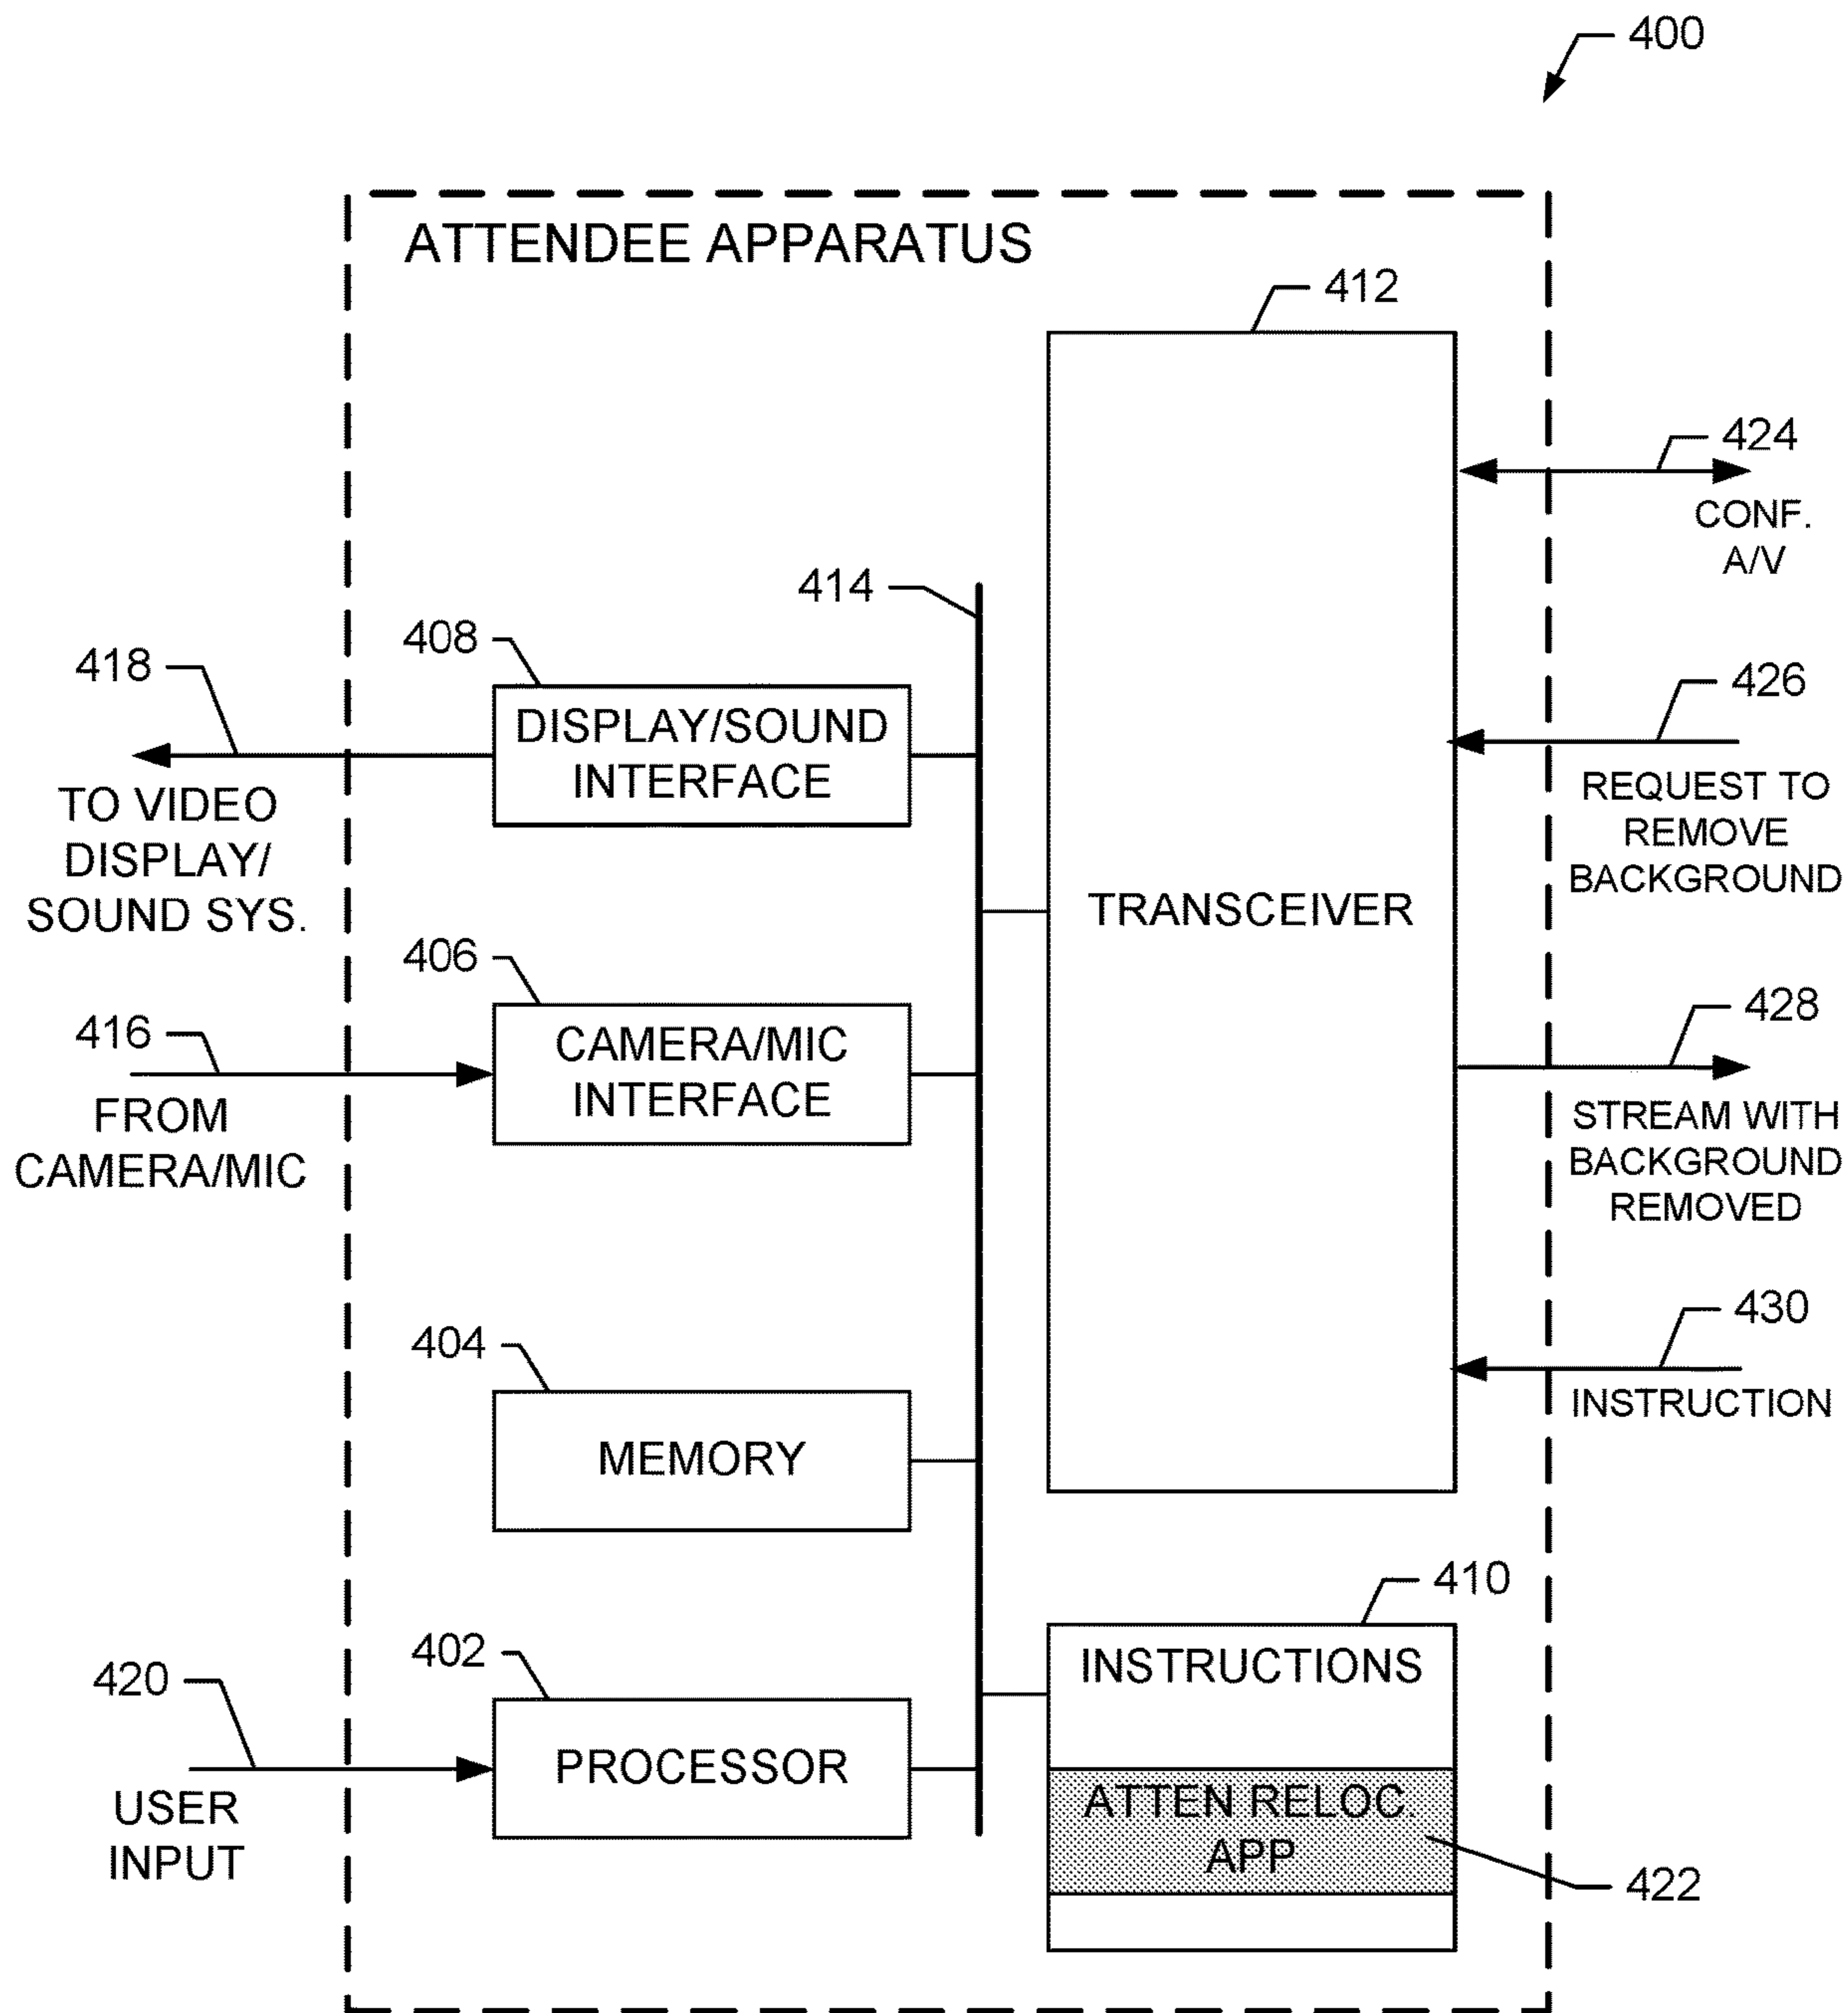 400
ATTENDEE APPARATUS
412
424
CONF.
A/V
414
408
418
DISPLAY/SOUND
INTERFACE
TO VIDEO
DISPLAY/
SOUND SYS.
426
REQUEST TO
REMOVE
BACKGROUND
TRANSCEIVER
406
416
CAMERA/MIC
INTERFACE
FROM
CAMERA/MIC
428
STREAM WITH
BACKGROUND
REMOVED
404
MEMORY
430
INSTRUCTION
410
INSTRUCTIONS
402
420
PROCESSOR
USER
INPUT
ATTEN RELOC
APP
422